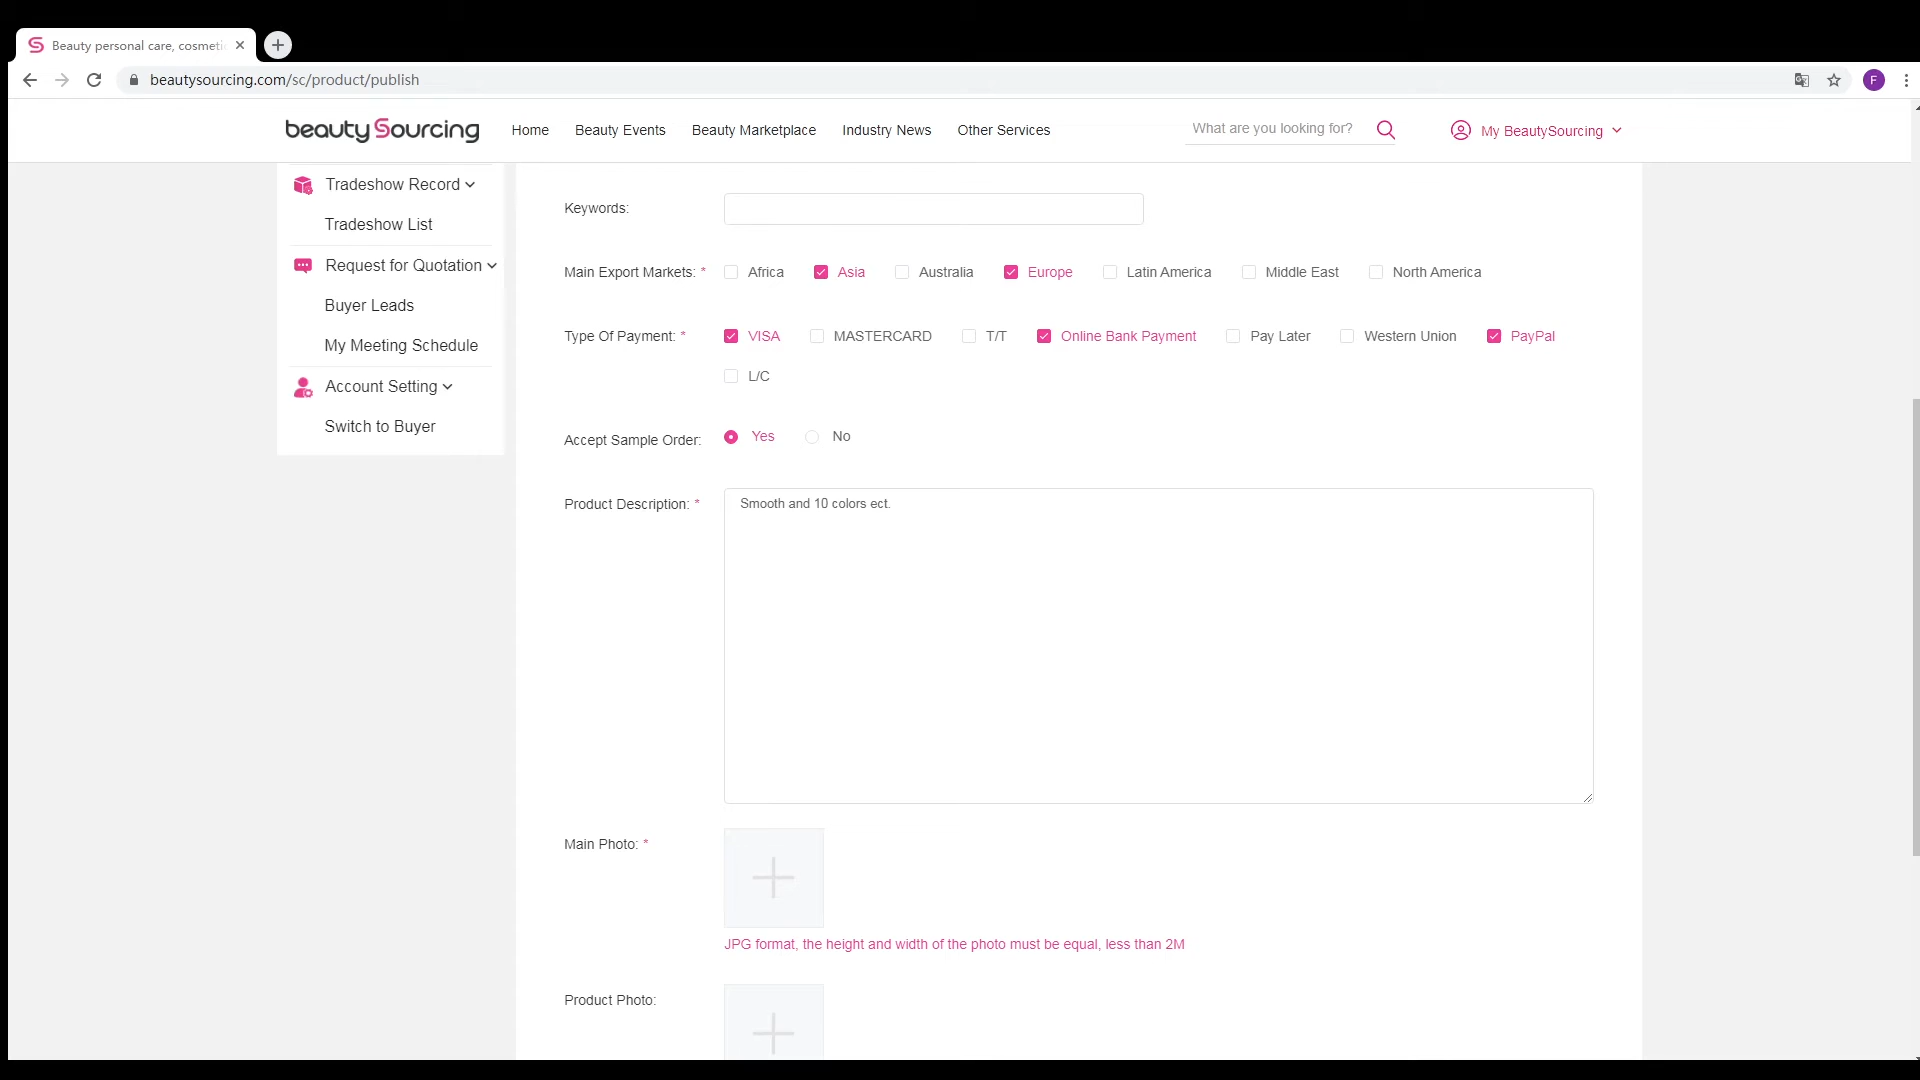 Beauty personal care, cosmeti
beautysourcing.com/sc/product/publish
F
beautySourcing
Home
Beauty Events
Beauty Marketplace
Industry News
Other Services
What are you looking for?
My BeautySourcing
Tradeshow Record
Tradeshow List
Request for Quotation
Buyer Leads
My Meeting Schedule
Account Setting
Switch to Buyer
Keywords:
Main Export Markets: * Africa Asia Australia Europe Latin America Middle East North America
Type Of Payment: * VISA MASTERCARD T/T Online Bank Payment Pay Later Western Union PayPal
L/C
Accept Sample Order: Yes No
Product Description: * Smooth and 10 colors ect.
Main Photo: *
JPG format, the height and width of the photo must be equal, less than 2M
Product Photo: